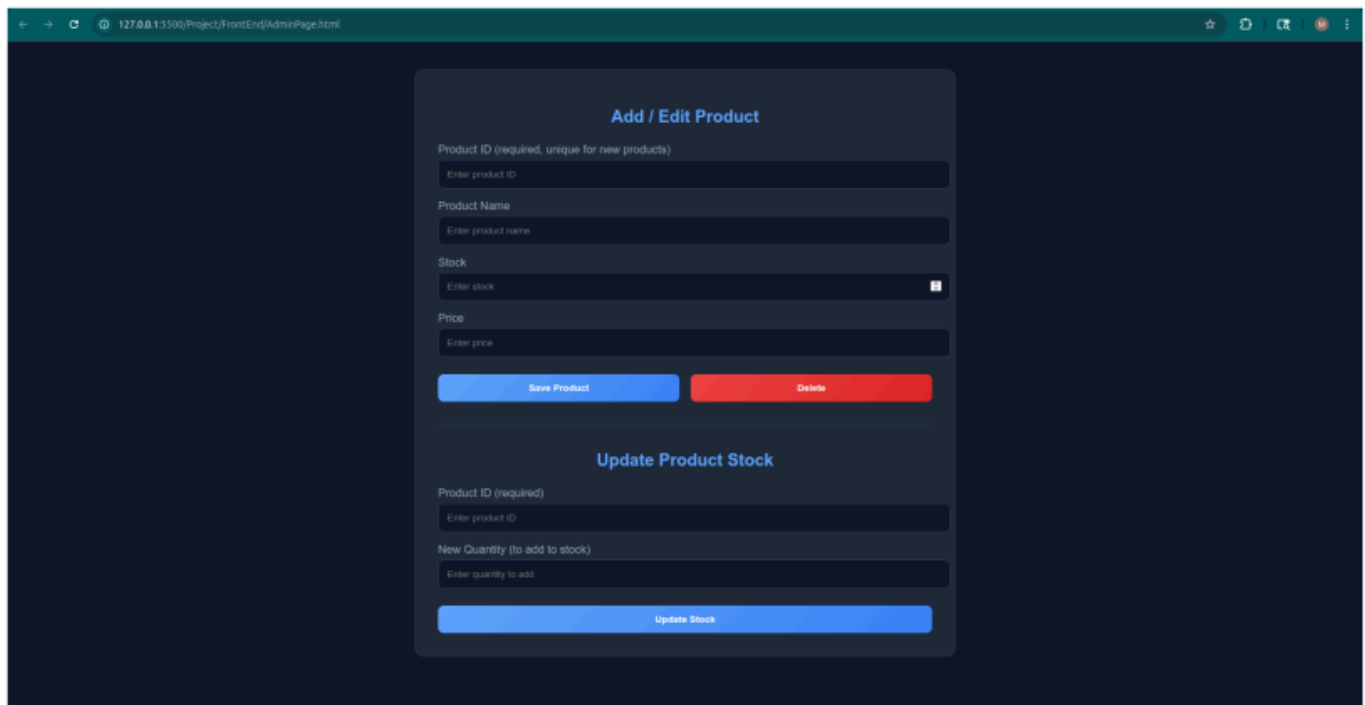 127.0.0.1:5500/Project/FrontEnd/AdminPage.html
M
Add / Edit Product
Product ID (required, unique for new products)
Enter product ID
Product Name
Enter product name
Stock
Enter stock
Price
Enter price
Save Product Delete
Update Product Stock
Product ID (required)
Enter product ID
New Quantity (to add to stock)
Enter quantity to add
Update Stock